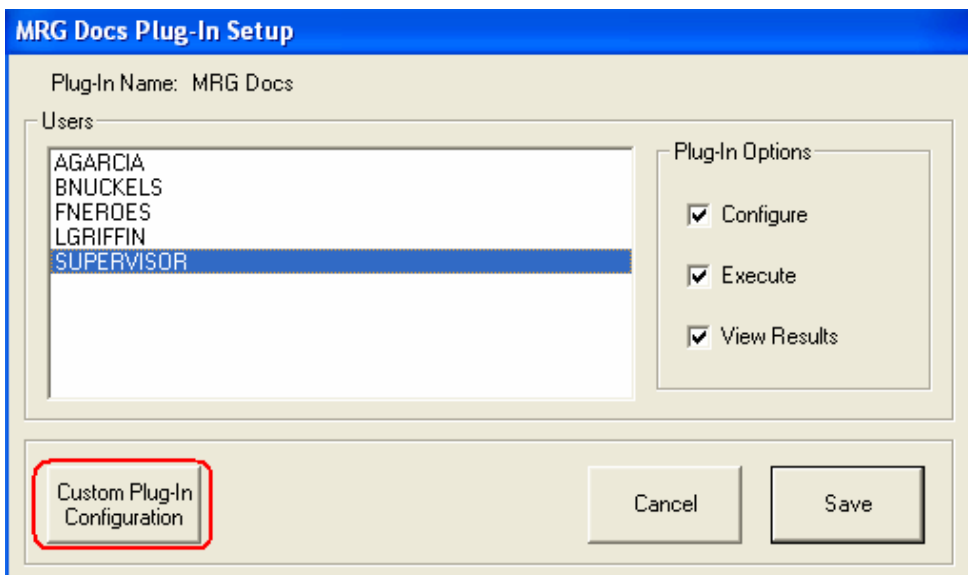 MRG Docs Plug-In Setup
Plug-In Name: MRG Docs
Users
AGARCIA
BNUCKELS
FNEROES
LGRIFFIN
SUPERVISOR
Plug-In Options
Configure
Execute
View Results
Custom Plug-In
Configuration
Cancel
Save